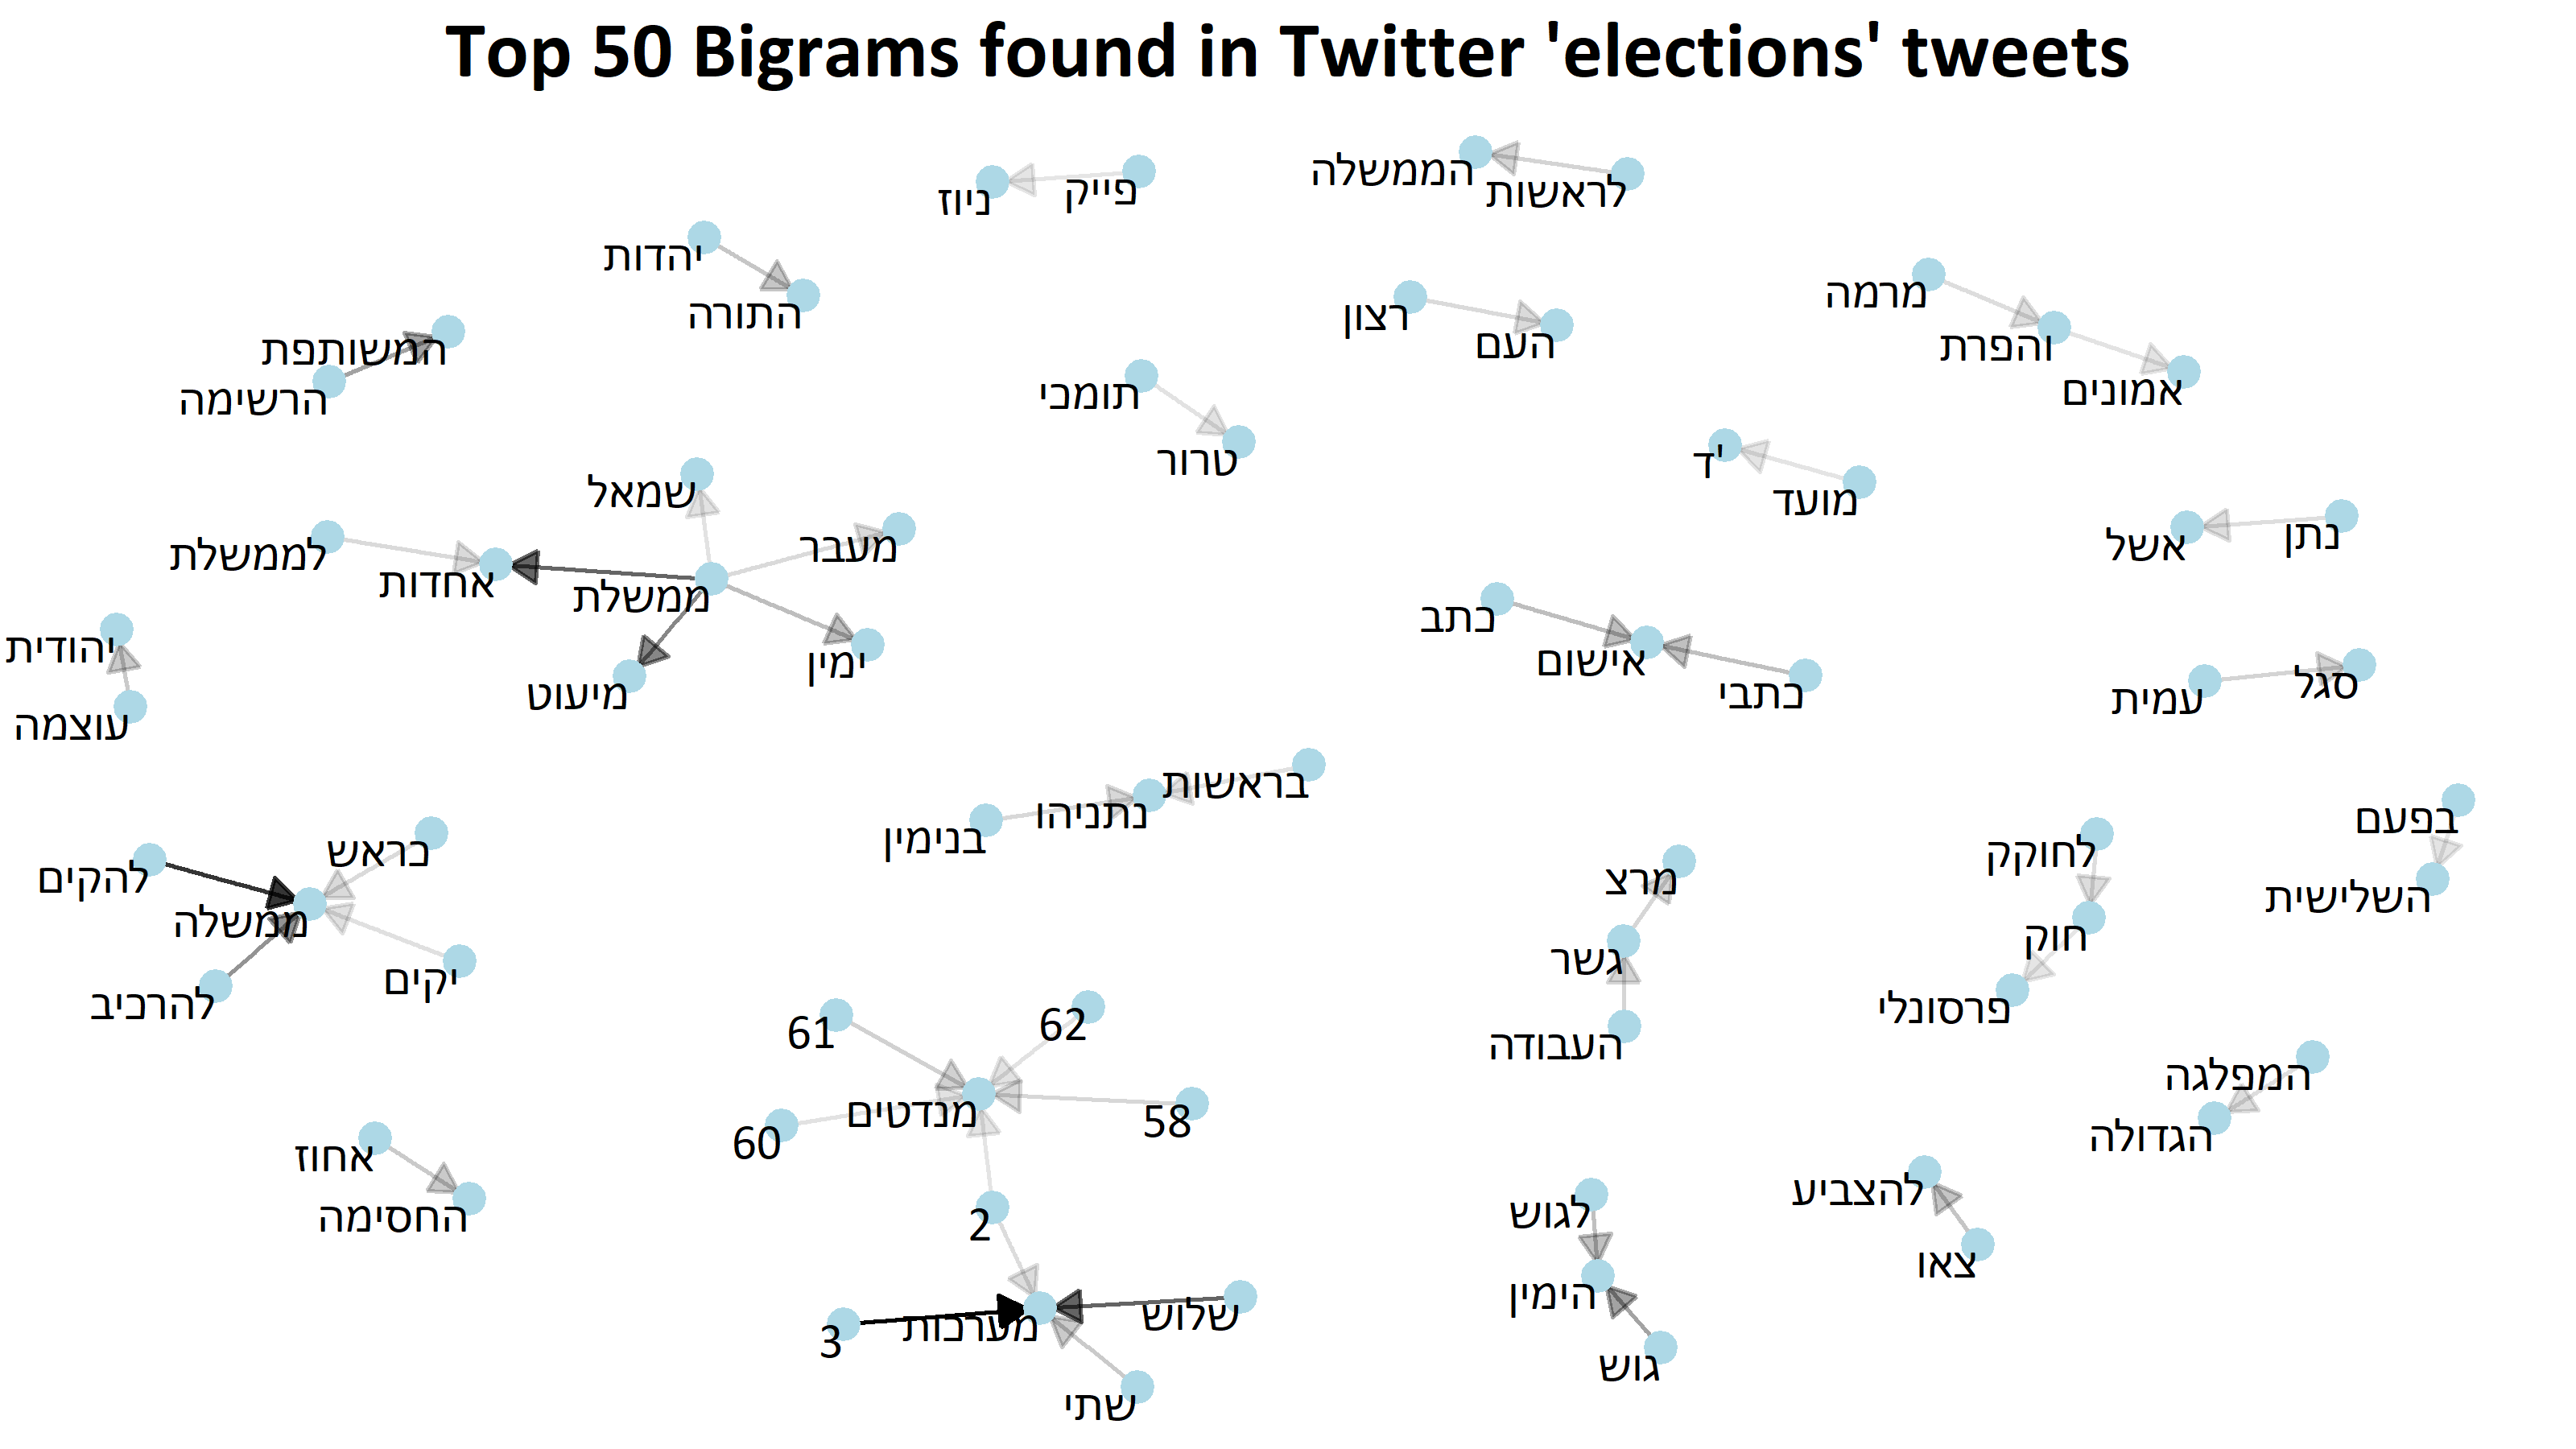 Top 50 Bigrams found in Twitter 'elections' tweets
הממשלה
לראשות
פייק
ניוז
יהדות
התורה
רצון
העם
מרמה
והפרת
אמונים
המשותפת
הרשימה
תומכי
טרור
ד'
מועד
שמאל
מעבר
לממשלת
אחדות
ממשלת
ימין
מיעוט
נתן
אשל
כתב
אישום
כתבי
סגל
עמית
יהודית
עוצמה
בראשות
נתניהו
בנימין
בראש
להקים
ממשלה
יקים
להרכיב
בפעם
השלישית
לחוקק
חוק
פרסונלי
מרצ
גשר
העבודה
61
62
מנדטים
58
60
2
המפלגה
הגדולה
אחוז
החסימה
להצביע
צאו
לגוש
הימין
גוש
שלוש
מערכות
3
שתי